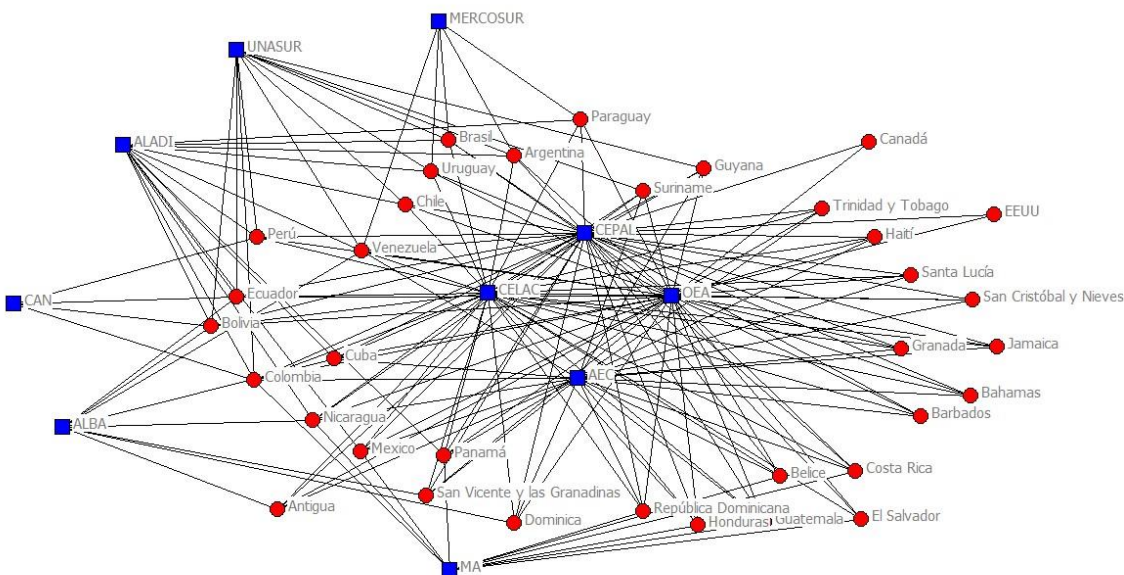 MERCOSUR
UNASUR
Paraguay
ALADI
Brasil
Canadá
Argentina
Uruguay
Guyana
Suriname
Chile
Trinidad y Tobago
EEUU
CEPAL
Perú
Haití
Venezuela
Santa Lucía
CELAC
OEA
Ecuador
San Cristóbal y Nieves
CAN
Bolivia
Jamaica
Granada
Cuba
AEC
Colombia
Bahamas
Barbados
Nicaragua
ALBA
Mexico
Panamá
Costa Rica
Belice
San Vicente y las Granadinas
Antigua
República Dominicana
El Salvador
Dominica
Honduras
Guatemala
MA